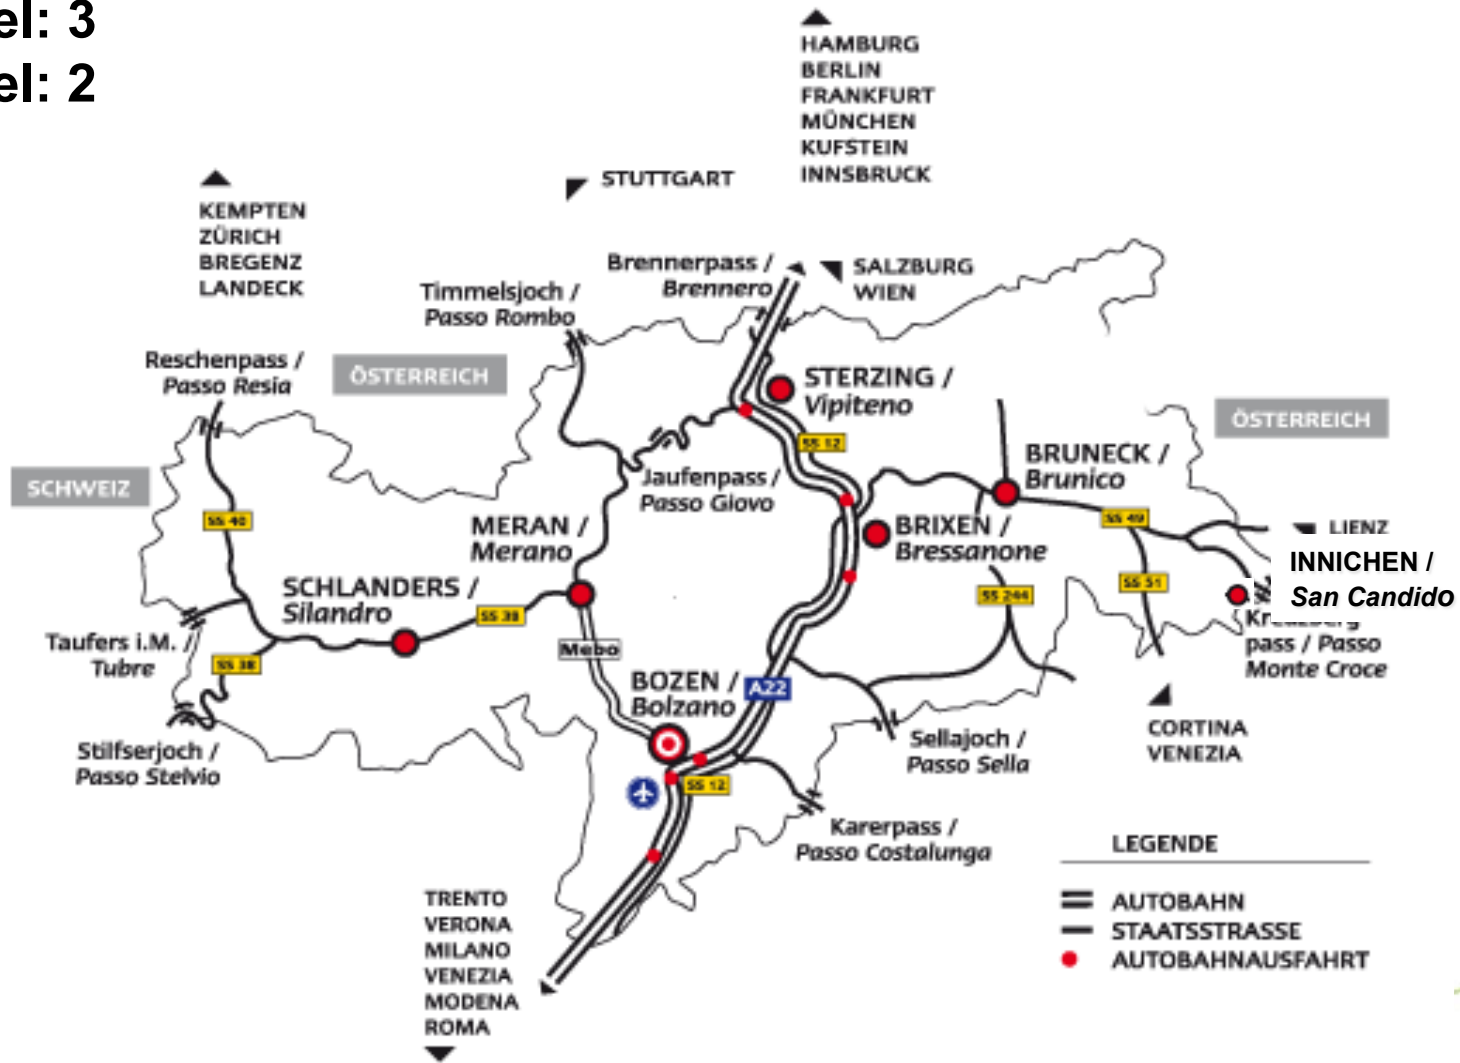 el: 3
el: 2
HAMBURG
BERLIN
FRANKFURT
MÜNCHEN
KUFSTEIN
INNSBRUCK
STUTTGART
KEMPTEN
ZÜRICH
BREGENZ
LANDECK
Brennerpass /
Brennero
SALZBURG
WIEN
Timmelsjoch /
Passo Rombo
Reschenpass /
Passo Resia
ÖSTERREICH
STERZING /
Vipiteno
ÖSTERREICH
SS 12
BRUNECK /
Brunico
SCHWEIZ
Jaufenpass /
Passo Giovo
SS 40
MERAN /
Merano
BRIXEN /
Bressanone
SS 49
LIENZ
INNICHEN /
San Candido
SCHLANDERS /
Silandro
SS 38
SS 244
SS 51
Kreuzberg
pass / Passo
Monte Croce
Taufers i.M. /
Tubre
SS 38
Mebo
BOZEN /
Bolzano
A22
Stilfserjoch /
Passo Stelvio
Sellajoch /
Passo Sella
CORTINA
VENEZIA
SS 12
Karerpass /
Passo Costalunga
LEGENDE
AUTOBAHN
STAATSSTRASSE
AUTOBAHNAUSFAHRT
TRENTO
VERONA
MILANO
VENEZIA
MODENA
ROMA